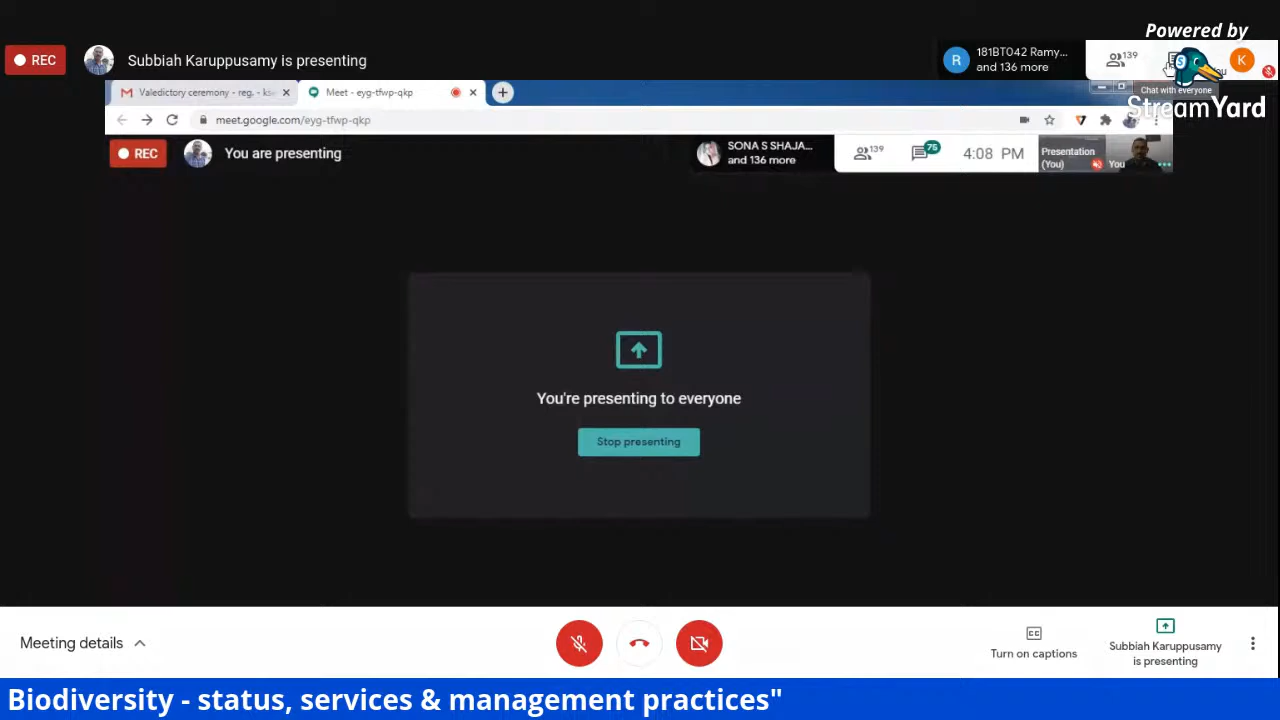 Powered by
REC
Subbiah Karuppusamy is presenting
R
181BT042 Ramy...
and 136 more
139
K
Chat with everyone
StreamYard
Valedictory ceremony - reg. - kse
Meet - eyg-tfwp-qkp
meet.google.com/eyg-tfwp-qkp
REC
You are presenting
SONA S SHAJA...
and 136 more
139
75
4:08 PM
Presentation
(You)
You
You're presenting to everyone
Stop presenting
Meeting details
Turn on captions
Subbiah Karuppusamy
is presenting
Biodiversity - status, services & management practices"